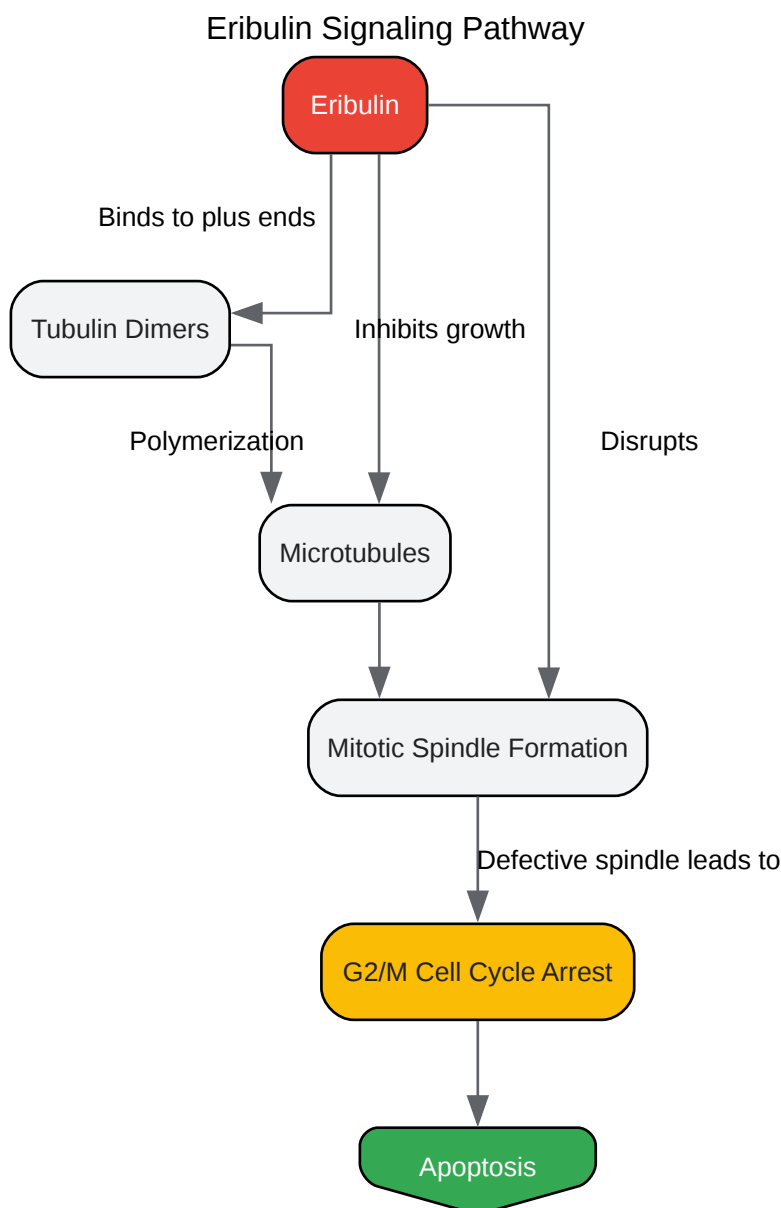 Eribulin Signaling Pathway
Eribulin
Binds to plus ends
Tubulin Dimers
Inhibits growth
Polymerization
Disrupts
Microtubules
Mitotic Spindle Formation
Defective spindle leads to
G2/M Cell Cycle Arrest
Apoptosis